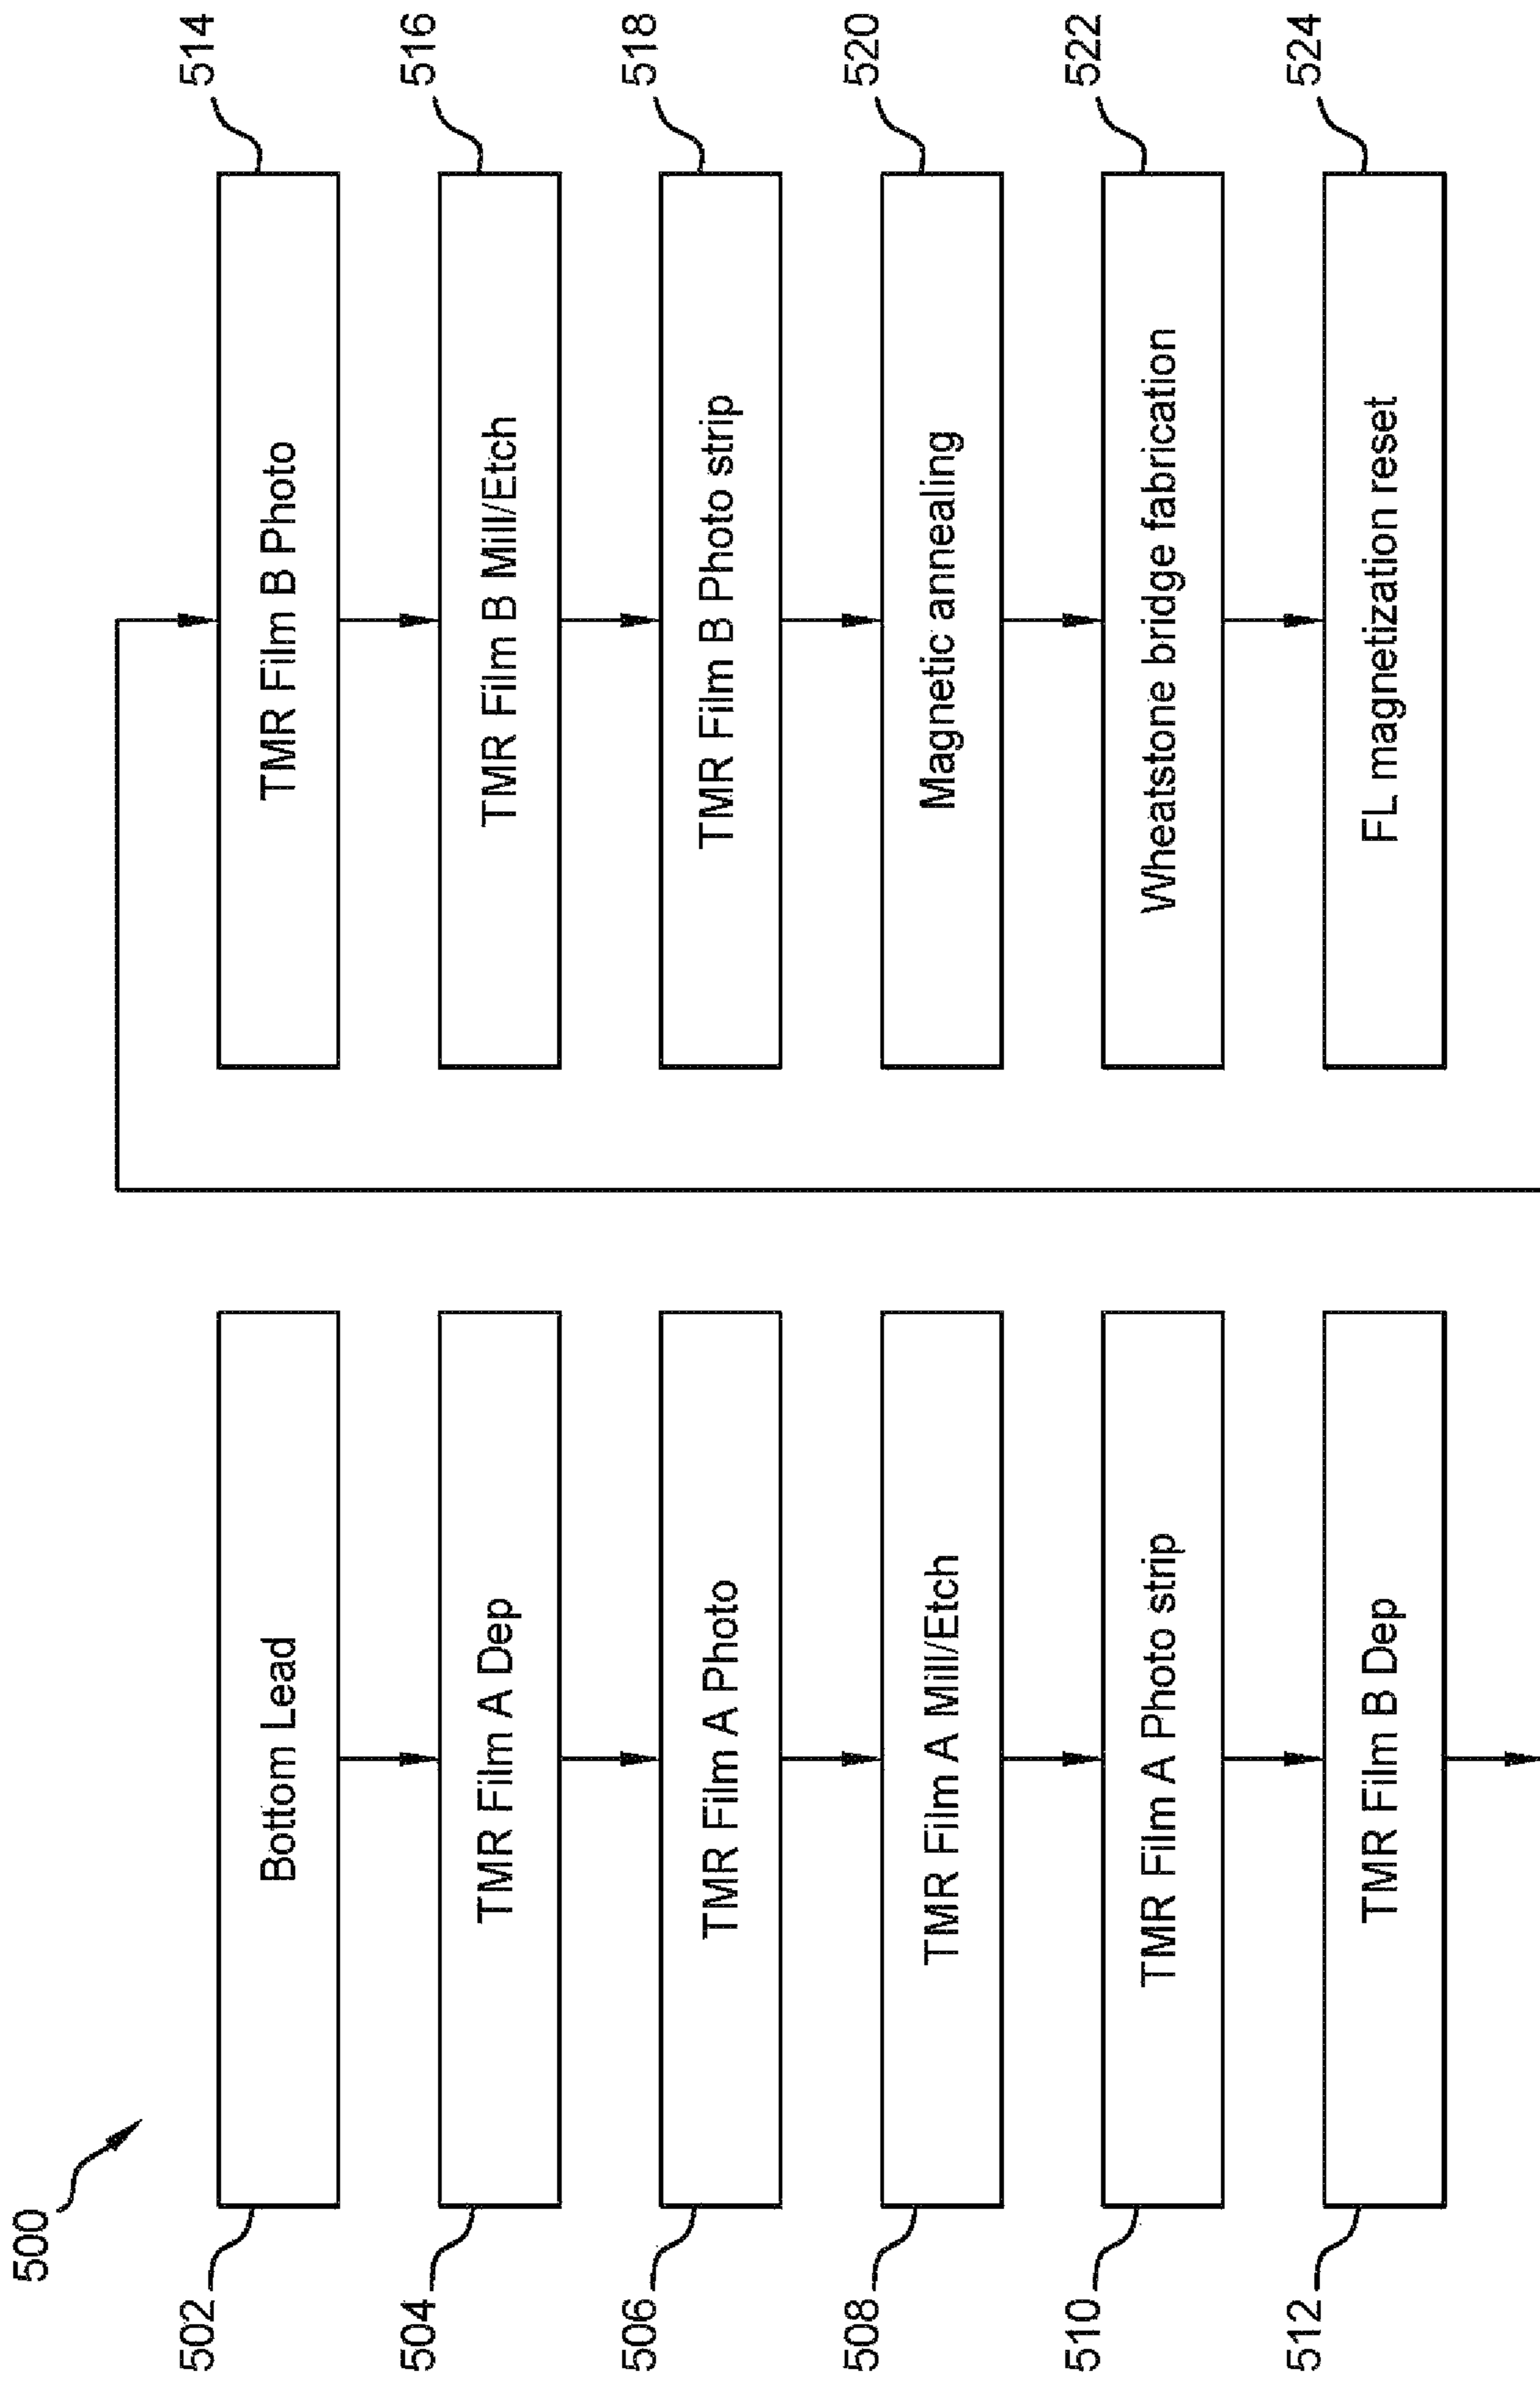 500
502
Bottom Lead
504
TMR Film A Dep
506
TMR Film A Photo
508
TMR Film A Mill/Etch
510
TMR Film A Photo strip
512
TMR Film B Dep
514
TMR Film B Photo
516
TMR Film B Mill/Etch
518
TMR Film B Photo strip
520
Magnetic annealing
522
Wheatstone bridge fabrication
524
FL magnetization reset